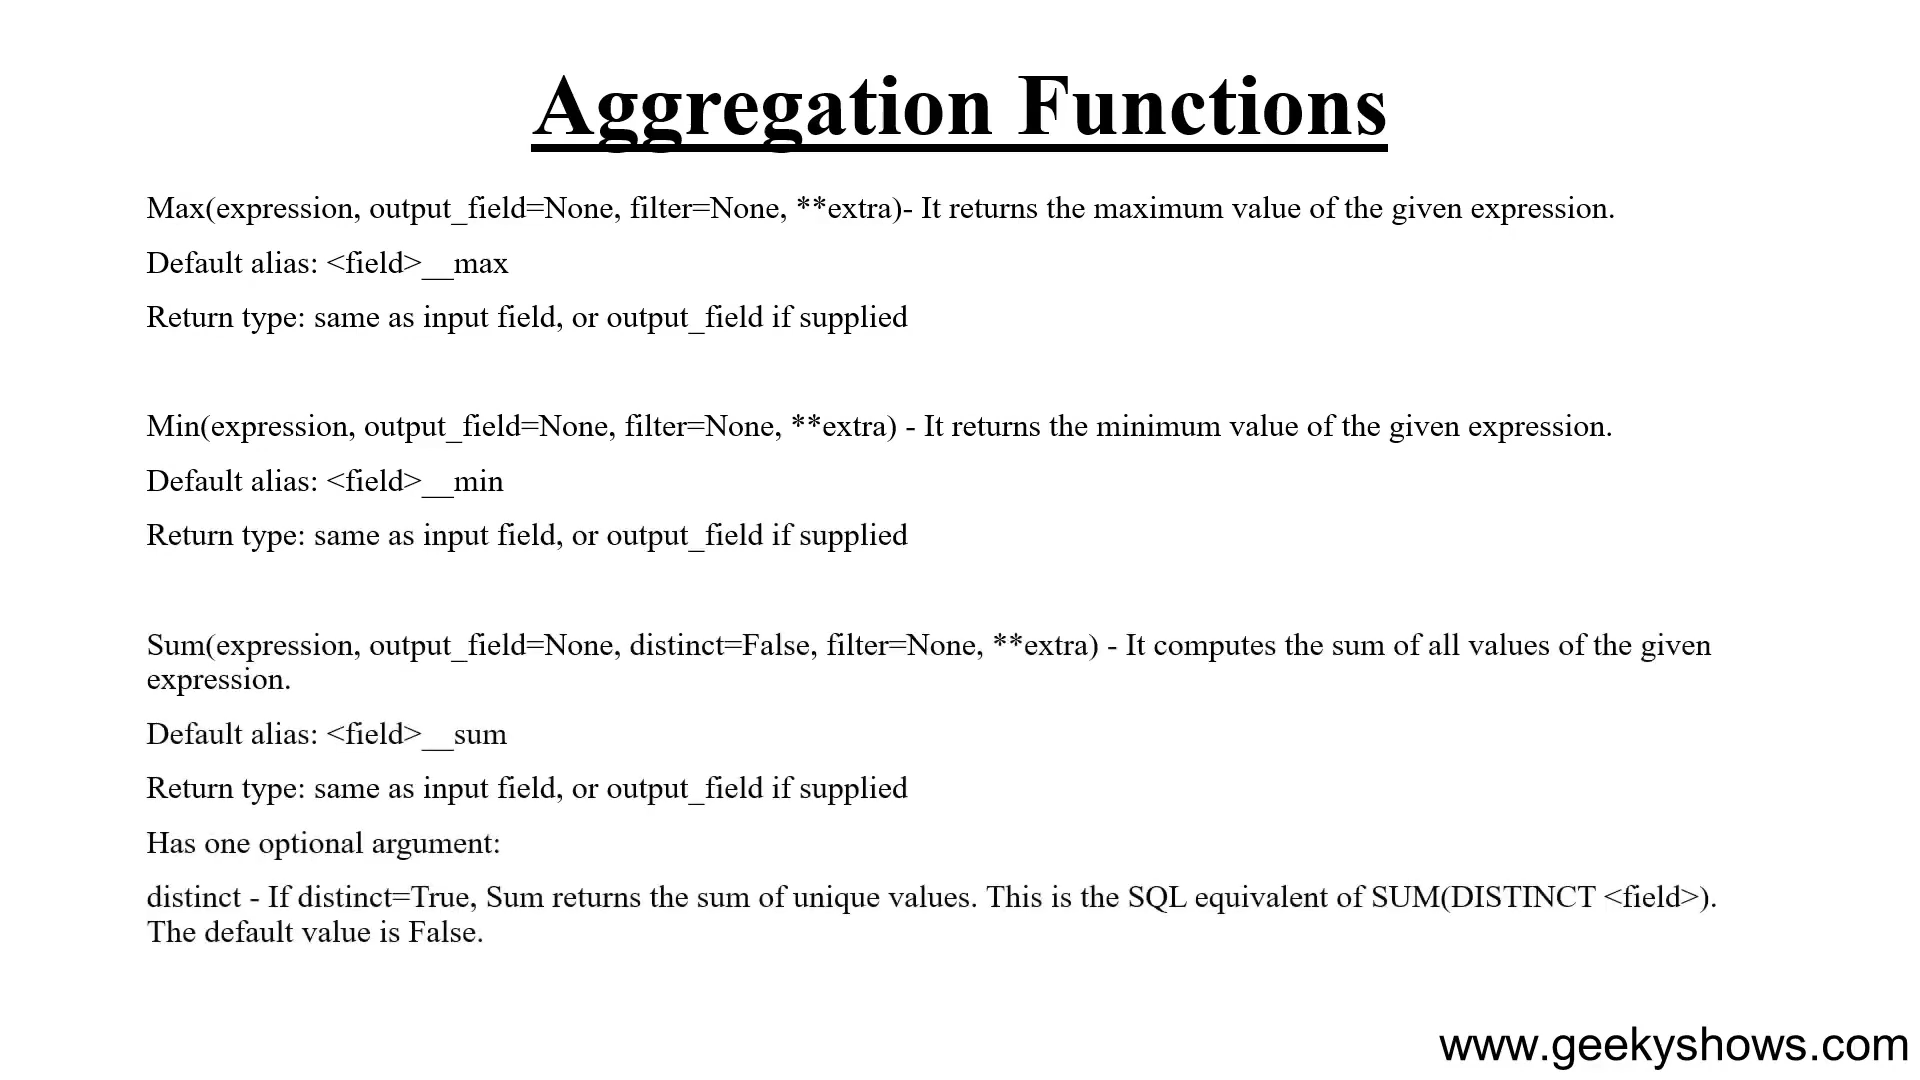 Aggregation Functions
Max(expression, output_field=None, filter=None, **extra)- It returns the maximum value of the given expression.
Default alias: <field>__max
Return type: same as input field, or output_field if supplied
Min(expression, output_field=None, filter=None, **extra) - It returns the minimum value of the given expression.
Default alias: <field>__min
Return type: same as input field, or output_field if supplied
Sum(expression, output_field=None, distinct=False, filter=None, **extra) - It computes the sum of all values of the given
expression.
Default alias: <field>__sum
Return type: same as input field, or output_field if supplied
Has one optional argument:
distinct - If distinct=True, Sum returns the sum of unique values. This is the SQL equivalent of SUM(DISTINCT <field>).
The default value is False.
www.geekyshows.com